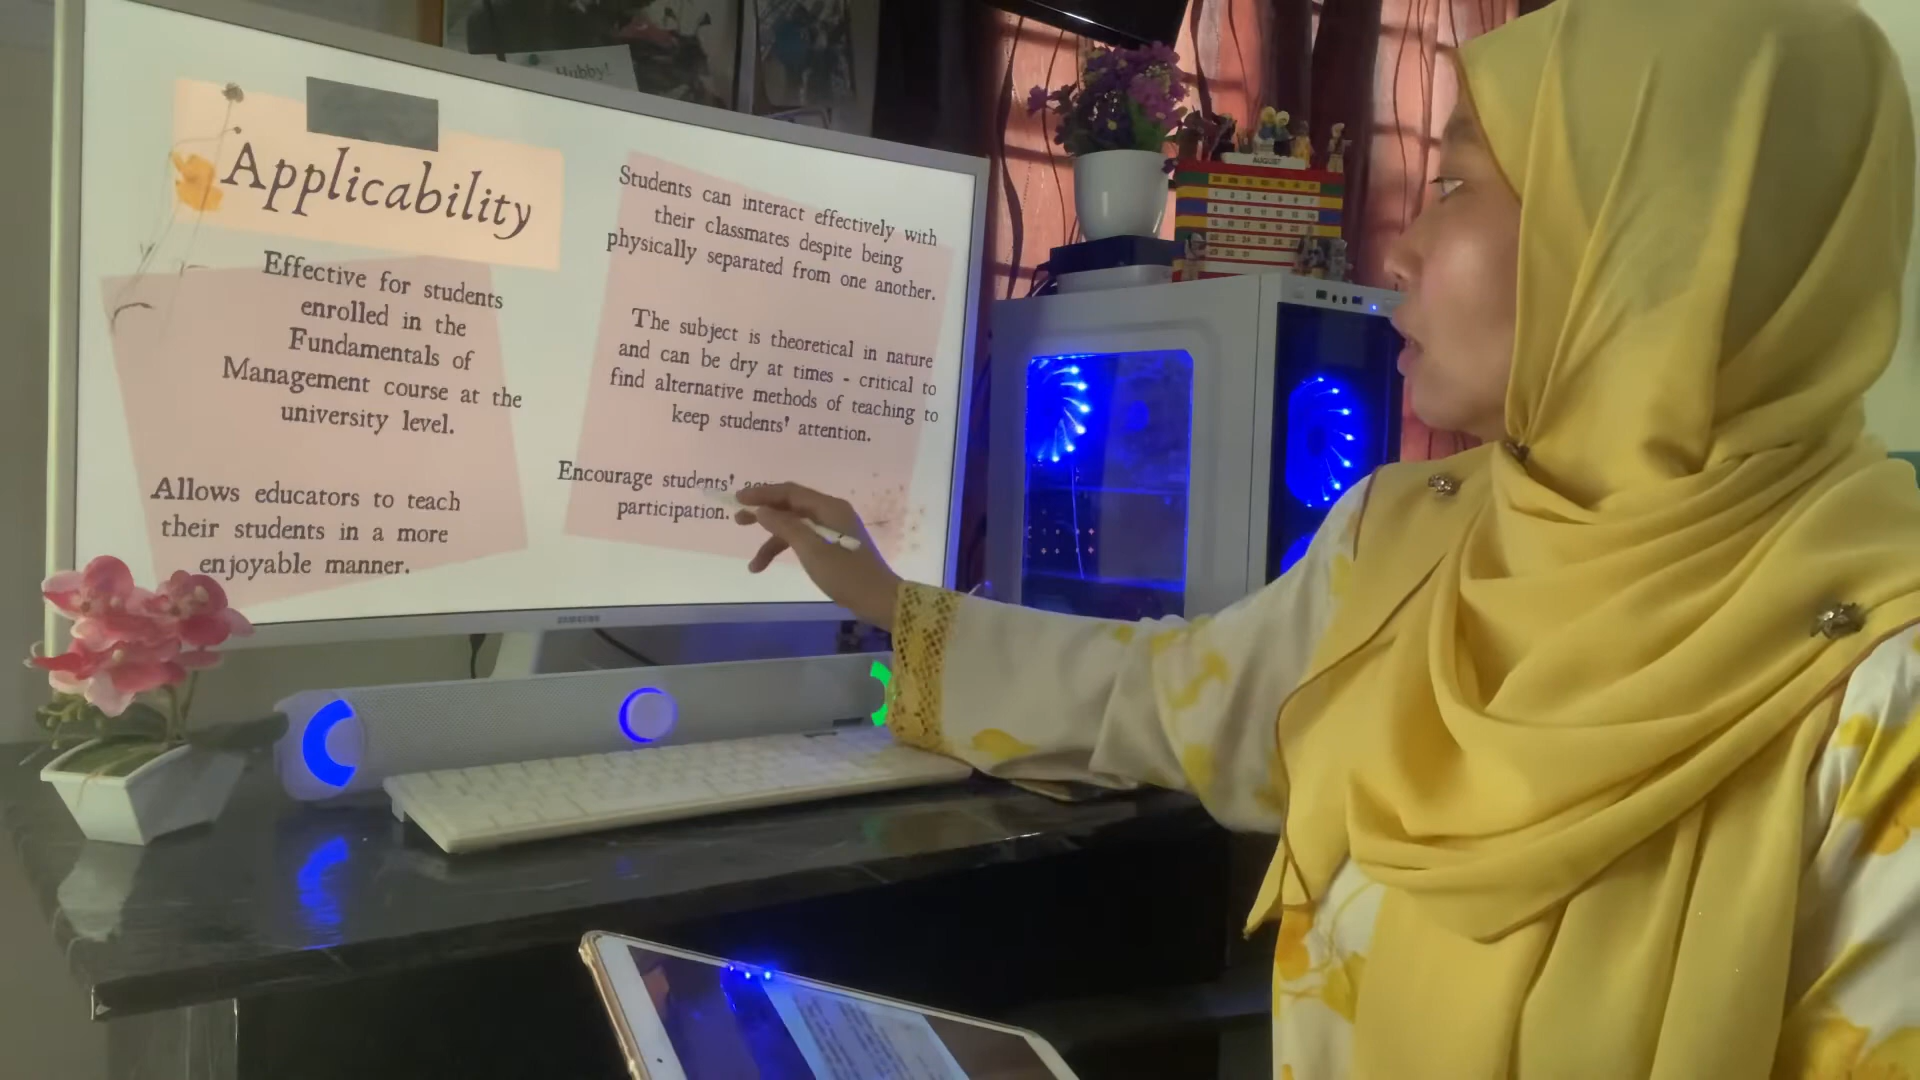 Hubby!
Applicability
Effective for students
enrolled in the
Fundamentals of
Management course at the
university level.
Allows educators to teach
their students in a more
enjoyable manner.
Students can interact effectively with
their classmates despite being
physically separated from one another.
The subject is theoretical in nature
and can be dry at times - critical to
find alternative methods of teaching to
keep students' attention.
Encourage students'
participation.
SAMSUNG
AUGUST